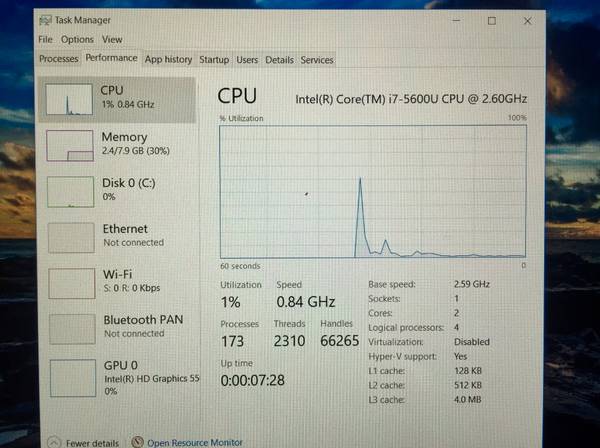 Task Manager
File Options View
Processes Performance App history Startup Users Details Services
CPU
1% 0.84 GHz
Memory
2.4/7.9 GB (30%)
Disk 0 (C:)
0%
Ethernet
Not connected
Wi-Fi
S: 0 R: 0 Kbps
Bluetooth PAN
Not connected
GPU 0
Intel(R) HD Graphics 55
0%
CPU Intel(R) Core(TM) i7-5600U CPU @ 2.60GHz
% Utilization 100%
60 seconds 0
Utilization Speed
1% 0.84 GHz
Processes Threads Handles
173 2310 66265
Up time
0:00:07:28
Base speed: 2.59 GHz
Sockets: 1
Cores: 2
Logical processors: 4
Virtualization: Disabled
Hyper-V support: Yes
L1 cache: 128 KB
L2 cache: 512 KB
L3 cache: 4.0 MB
Fewer details Open Resource Monitor